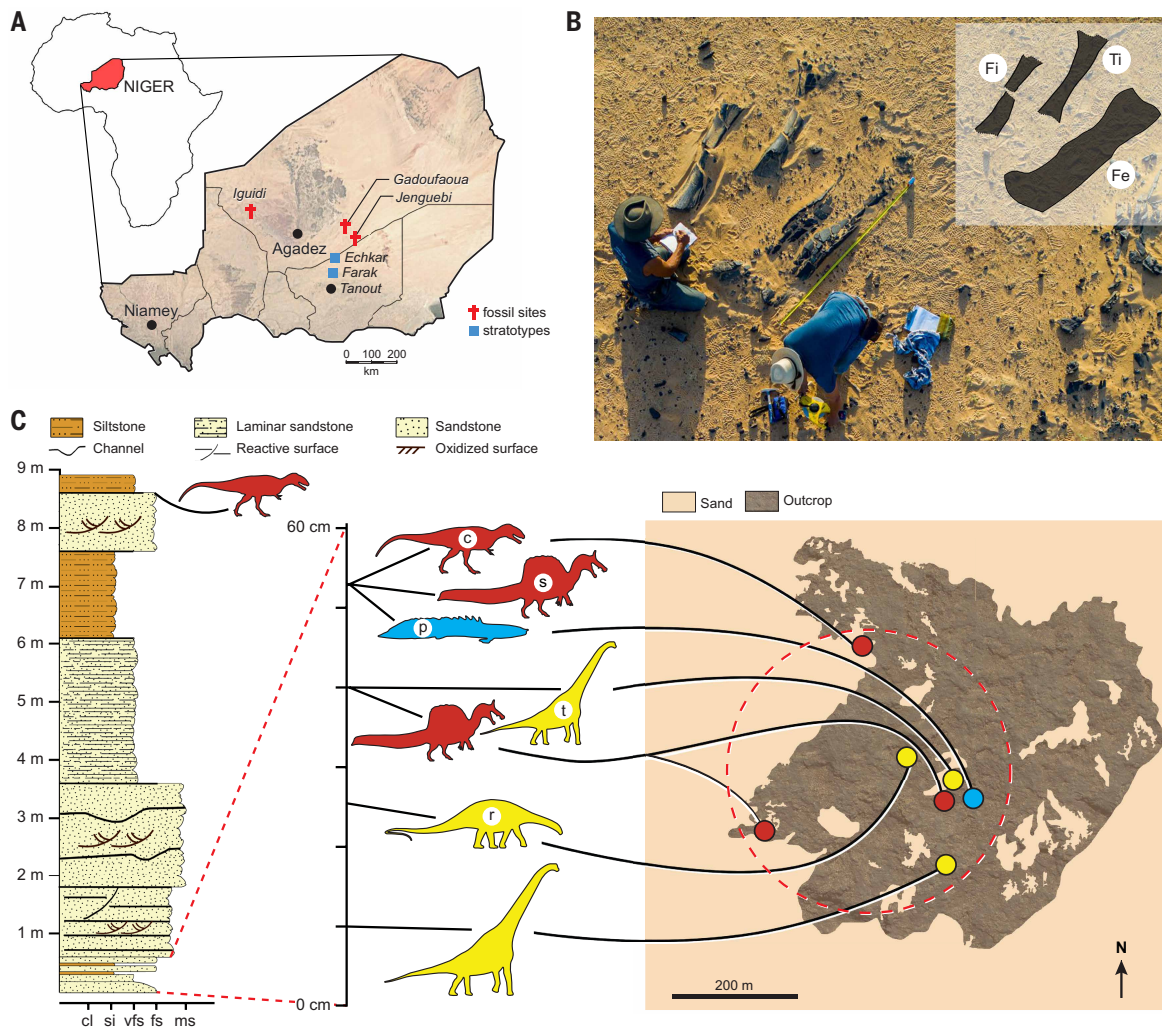 A
NIGER
Iguidi
Gadoufaoua
Jenguebi
Agadez
Echkar
Farak
Tanout
Niamey
fossil sites
stratotypes
0 100 200
km
B
Fi
Ti
Fe
C
Siltstone
Laminar sandstone
Sandstone
Channel
Reactive surface
Oxidized surface
9 m
8 m
7 m
6 m
5 m
4 m
3 m
2 m
1 m
cl si vfs fs ms
60 cm
0 cm
c
s
p
t
r
Sand
Outcrop
200 m
N